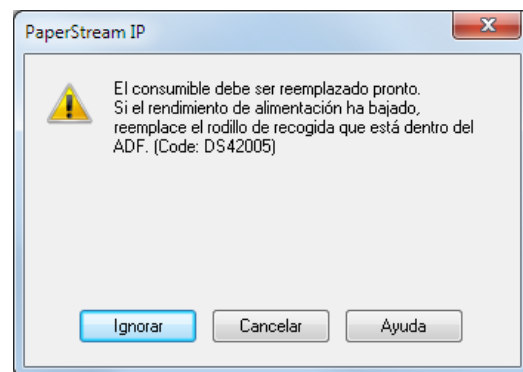 PaperStream IP
El consumible debe ser reemplazado pronto.
Si el rendimiento de alimentación ha bajado,
reemplace el rodillo de recogida que está dentro del
ADF. (Code: DS42005)
Ignorar
Cancelar
Ayuda